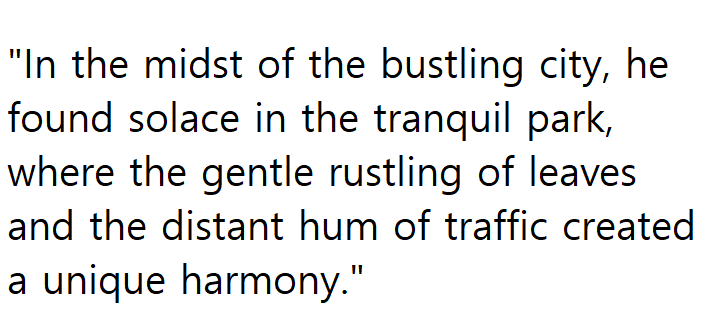 "In the midst of the bustling city, he
found solace in the tranquil park,
where the gentle rustling of leaves
and the distant hum of traffic created
a unique harmony."